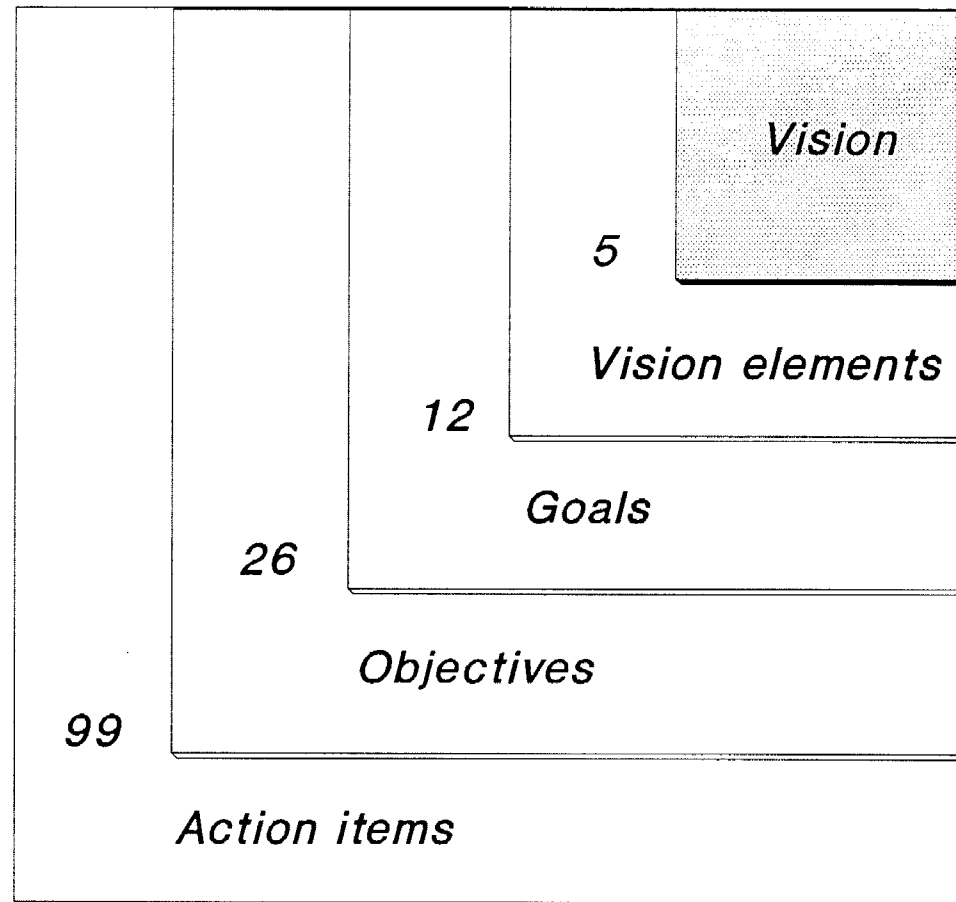 Vision
5
Vision elements
12
Goals
26
Objectives
99
Action items